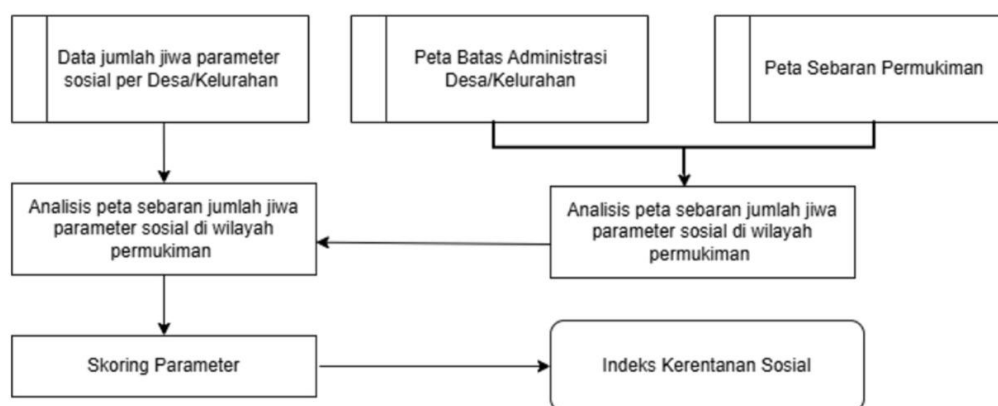 Data jumlah jiwa parameter
sosial per Desa/Kelurahan
Peta Batas Administrasi
Desa/Kelurahan
Peta Sebaran Permukiman
Analisis peta sebaran jumlah jiwa
parameter sosial di wilayah
permukiman
Analisis peta sebaran jumlah jiwa
parameter sosial di wilayah
permukiman
Skoring Parameter
Indeks Kerentanan Sosial